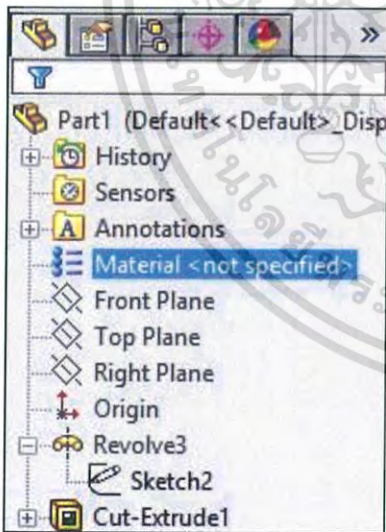 »
Part1 (Default<<Default>_Disp
History
Sensors
A Annotations
Material <not specified>
Front Plane
Top Plane
Right Plane
Origin
Revolve3
Sketch2
Cut-Extrude1